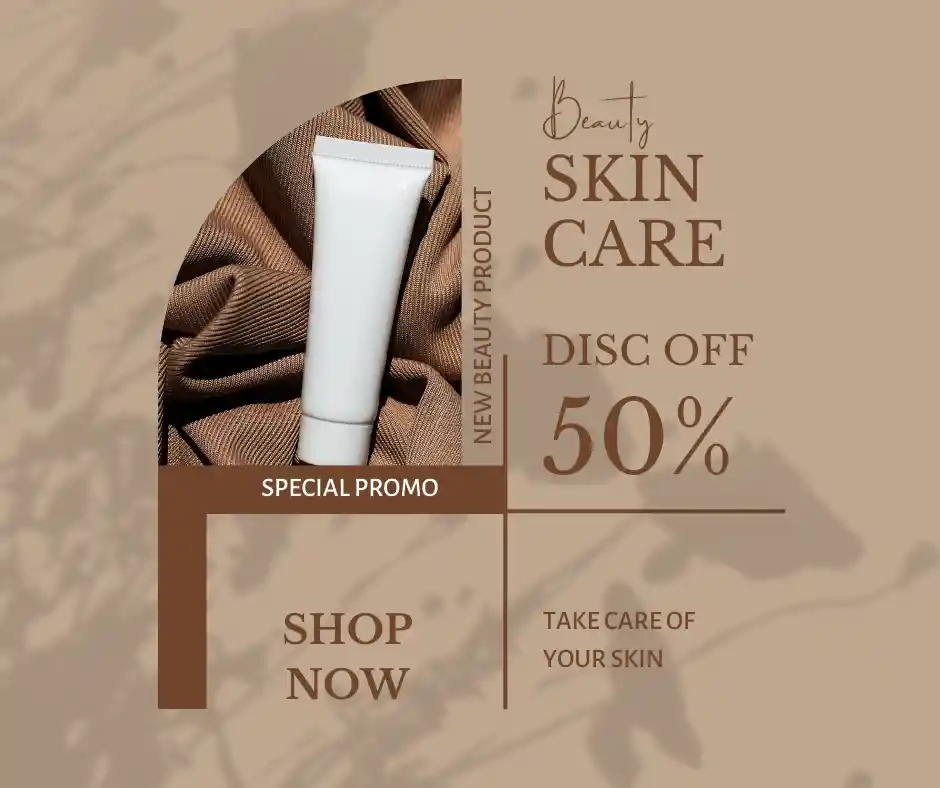 Beauty
SKIN
CARE
NEW BEAUTY PRODUCT
DISC OFF
50%
SPECIAL PROMO
SHOP
NOW
TAKE CARE OF
YOUR SKIN